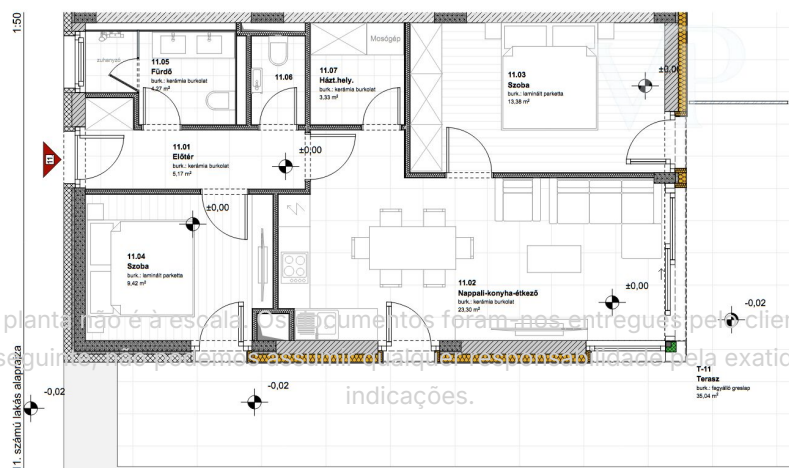 1:50
11. számú lakás alaprajza
11
zuhanyzó
11.05
Fürdő
burk.: kerámia burkolat
4,27 m²
11.06
11.07
Házt.hely.
burk.: kerámia burkolat
3,33 m²
Mosógép
11.03
Szoba
burk.: laminált parketta
13,38 m²
±0,00
11.01
Előtér
burk.: kerámia burkolat
5,17 m²
±0,00
±0,00
11.04
Szoba
burk.: laminált parketta
9,42 m²
11.02
Nappali-konyha-étkező
burk.: kerámia burkolat
23,30 m²
±0,00
-0,02
-0,02
-0,02
T-11
Terasz
burk.: fagyálló greslap
35,04 m²
planta não é à escala. Os documentos foram-nos entregues pelo clien
seguinte, não podemos assumir qualquer responsabilidade pela exatid
indicações.